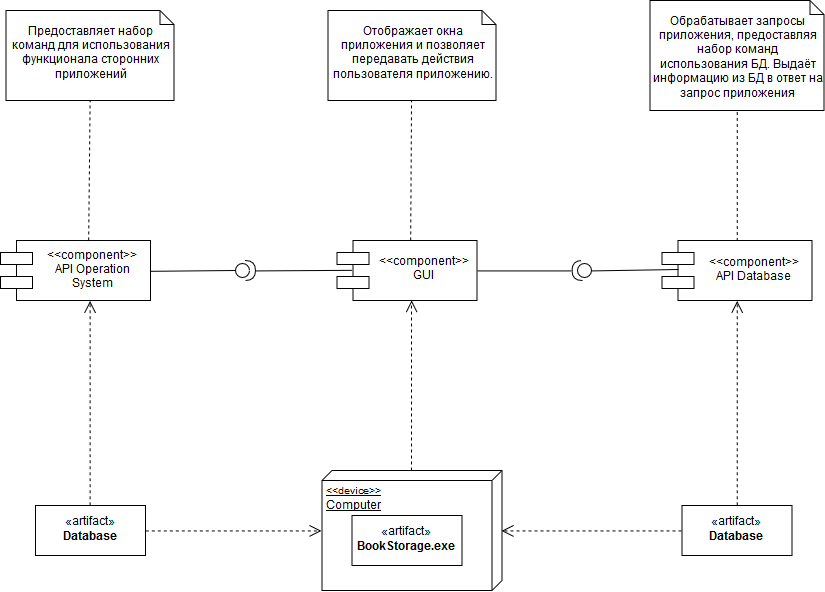 Предоставляет набор
команд для использования
функционала сторонних
приложений
Отображает окна
приложения и позволяет
передавать действия
пользователя приложению.
Обрабатывает запросы
приложения, предоставляя
набор команд
использования БД. Выдаёт
информацию из БД в ответ на
запрос приложения
<<component>>
API Operation
System
<<component>>
GUI
<<component>>
API Database
«artifact»
Database
<<device>>
Computer
«artifact»
BookStorage.exe
«artifact»
Database